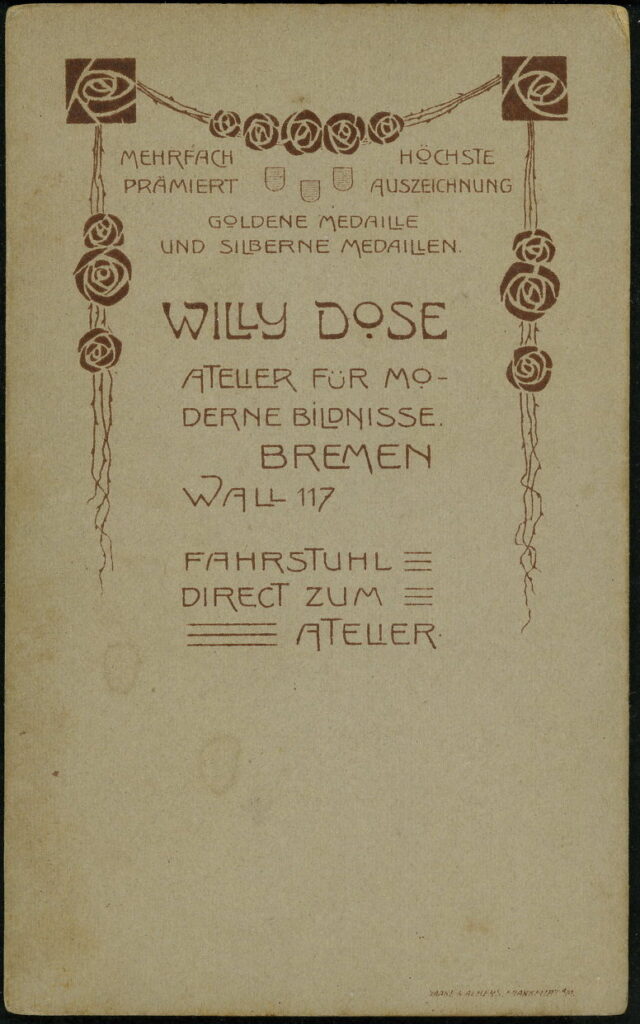 MEHRFACH HÖCHSTE
PRÄMIERT AUSZEICHNUNG
GOLDENE MEDAILLE
UND SILBERNE MEDAILLEN.
WILLY DOSE
ATELIER FÜR MO-
DERNE BILDNISSE.
BREMEN
WALL 117
FAHRSTUHL
DIRECT ZUM
ATELIER.
FRANKFURT A/M.